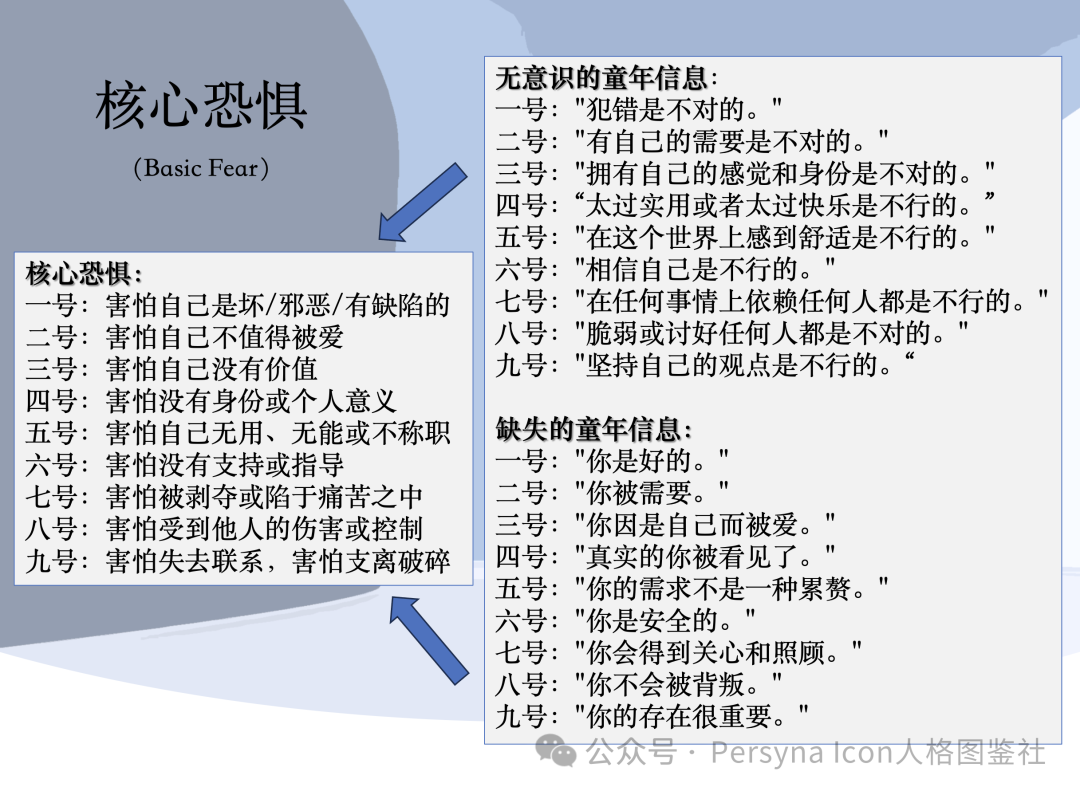 核心恐惧
（Basic Fear）
核心恐惧：
一号：害怕自己是坏/邪恶/有缺陷的
二号：害怕自己不值得被爱
三号：害怕自己没有价值
四号：害怕没有身份或个人意义
五号：害怕自己无用、无能或不称职
六号：害怕没有支持或指导
七号：害怕被剥夺或陷于痛苦之中
八号：害怕受到他人的伤害或控制
九号：害怕失去联系，害怕支离破碎
无意识的童年信息：
一号："犯错是不对的。"
二号："有自己的需要是不对的。"
三号："拥有自己的感觉和身份是不对的。"
四号：“太过实用或者太过快乐是不行的。”
五号："在这个世界上感到舒适是不行的。"
六号："相信自己是不行的。"
七号："在任何事情上依赖任何人都是不行的。"
八号："脆弱或讨好任何人都是不对的。"
九号："坚持自己的观点是不行的。“
缺失的童年信息：
一号："你是好的。"
二号："你被需要。"
三号："你因是自己而被爱。"
四号："真实的你被看见了。"
五号："你的需求不是一种累赘。"
六号："你是安全的。"
七号："你会得到关心和照顾。"
八号："你不会被背叛。"
九号："你的存在很重要。"
公众号 · Persyna Icon人格图鉴社